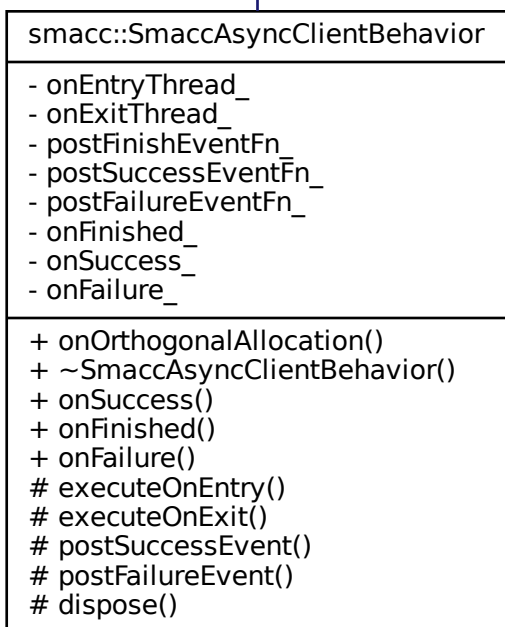 smacc::SmaccAsyncClientBehavior
- onEntryThread_
- onExitThread_
- postFinishEventFn_
- postSuccessEventFn_
- postFailureEventFn_
- onFinished_
- onSuccess_
- onFailure_
+ onOrthogonalAllocation()
+ ~SmaccAsyncClientBehavior()
+ onSuccess()
+ onFinished()
+ onFailure()
# executeOnEntry()
# executeOnExit()
# postSuccessEvent()
# postFailureEvent()
# dispose()